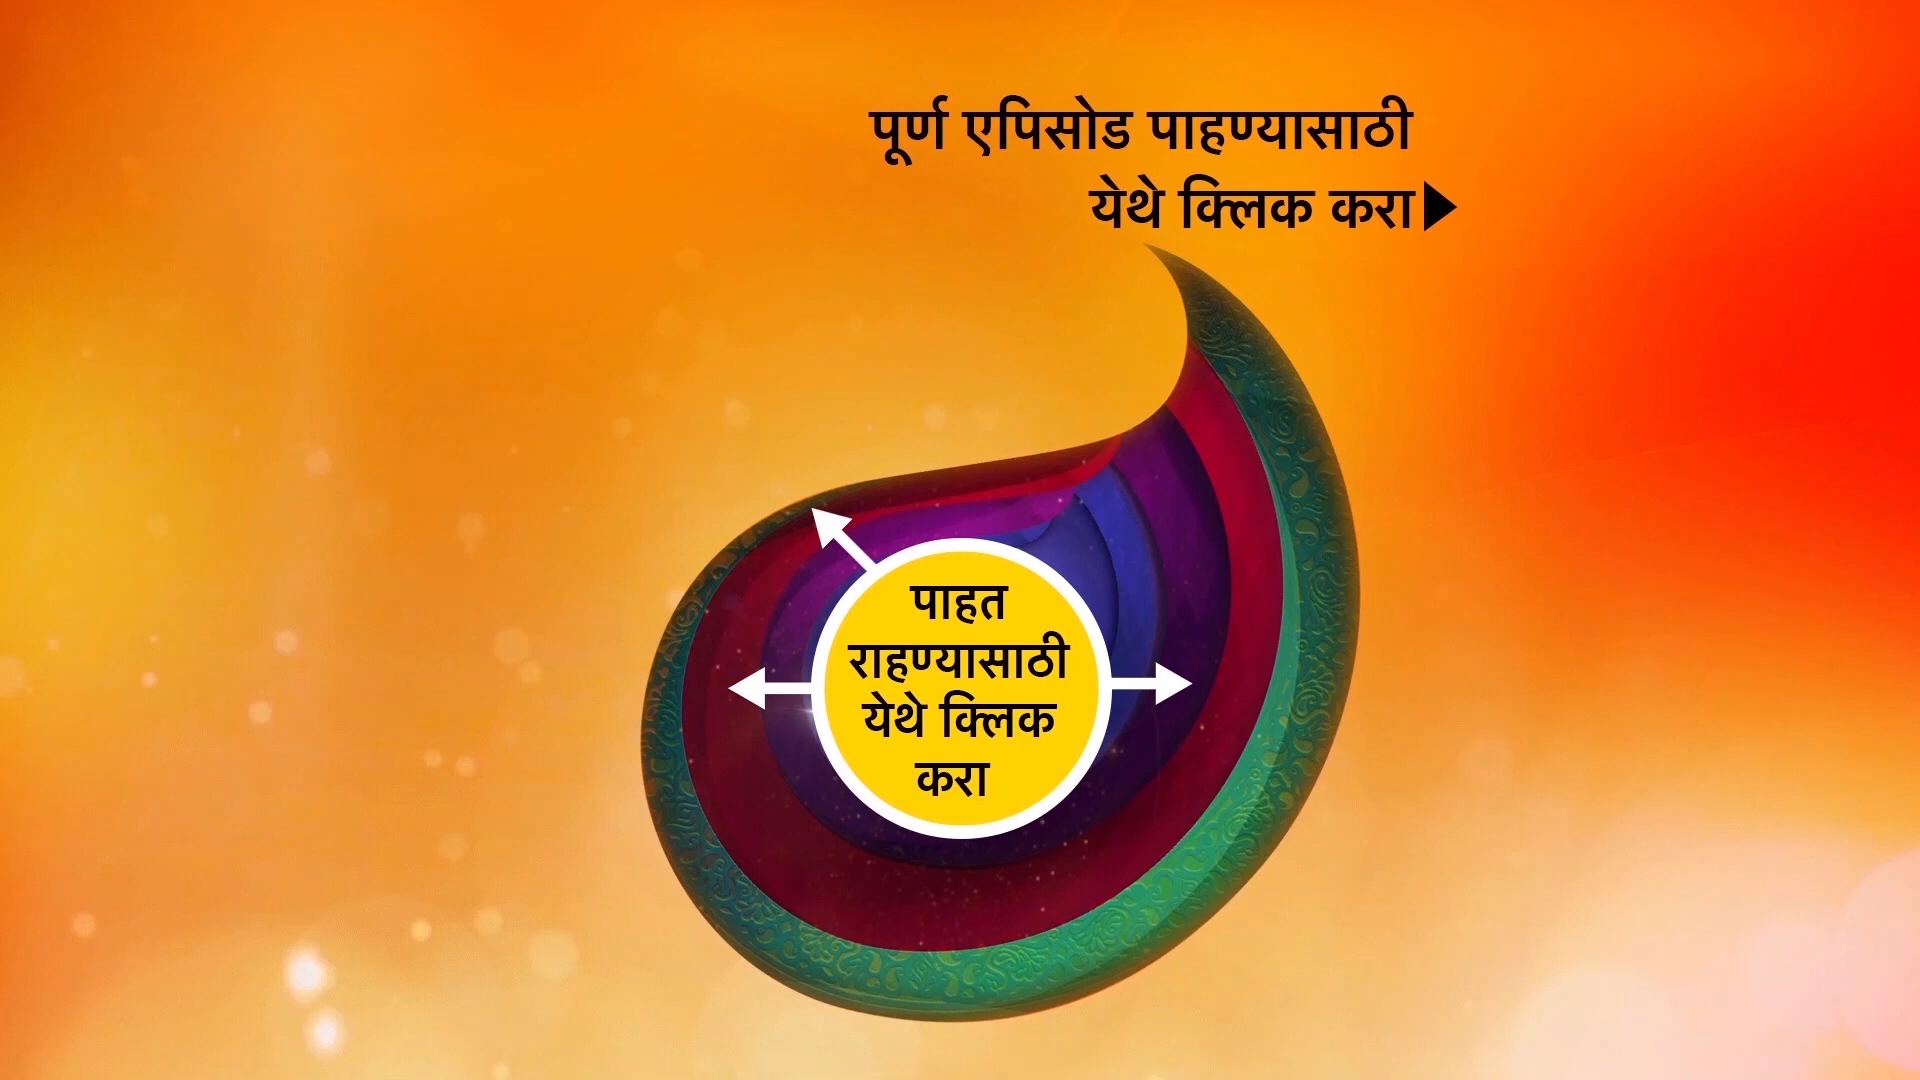 पूर्ण एपिसोड पाहण्यासाठी
येथे क्लिक करा
पाहत
राहण्यासाठी
येथे क्लिक
करा